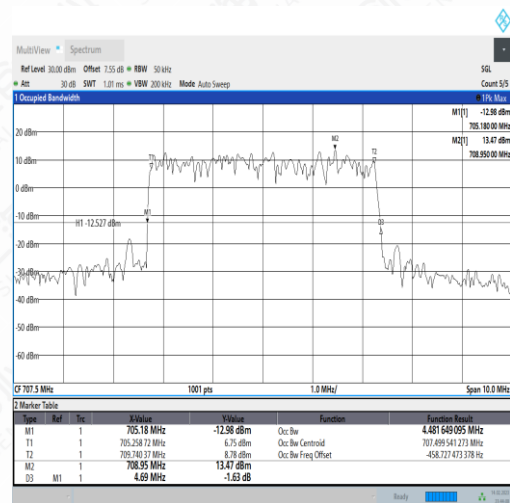 MultiView Spectrum
Ref Level 30.00 dBm Offset 7.55 dB RBW 50 kHz SGL
Att 30 dB SWT 1.01 ms VBW 200 kHz Mode Auto Sweep Count 5/5
1 Occupied Bandwidth 1Pk Max
M1[1] -12.98 dBm
705.180 00 MHz
M2[1] 13.47 dBm
708.950 00 MHz
20 dBm
M2
T1 T2
10 dBm
0 dBm
-10 dBm
M1
H1 -12.527 dBm
D3
-20 dBm
-30 dBm
-40 dBm
-50 dBm
-60 dBm
CF 707.5 MHz 1001 pts 1.0 MHz/ Span 10.0 MHz
2 Marker Table
Type Ref Trc X-Value Y-Value Function Function Result
M1 1 705.18 MHz -12.98 dBm Occ Bw 4.481 649 095 MHz
T1 1 705.258 72 MHz 6.75 dBm Occ Bw Centroid 707.499 541 273 MHz
T2 1 709.740 37 MHz 8.78 dBm Occ Bw Freq Offset -458.727 473 378 Hz
M2 1 708.95 MHz 13.47 dBm
D3 M1 1 4.69 MHz -1.63 dB
Ready